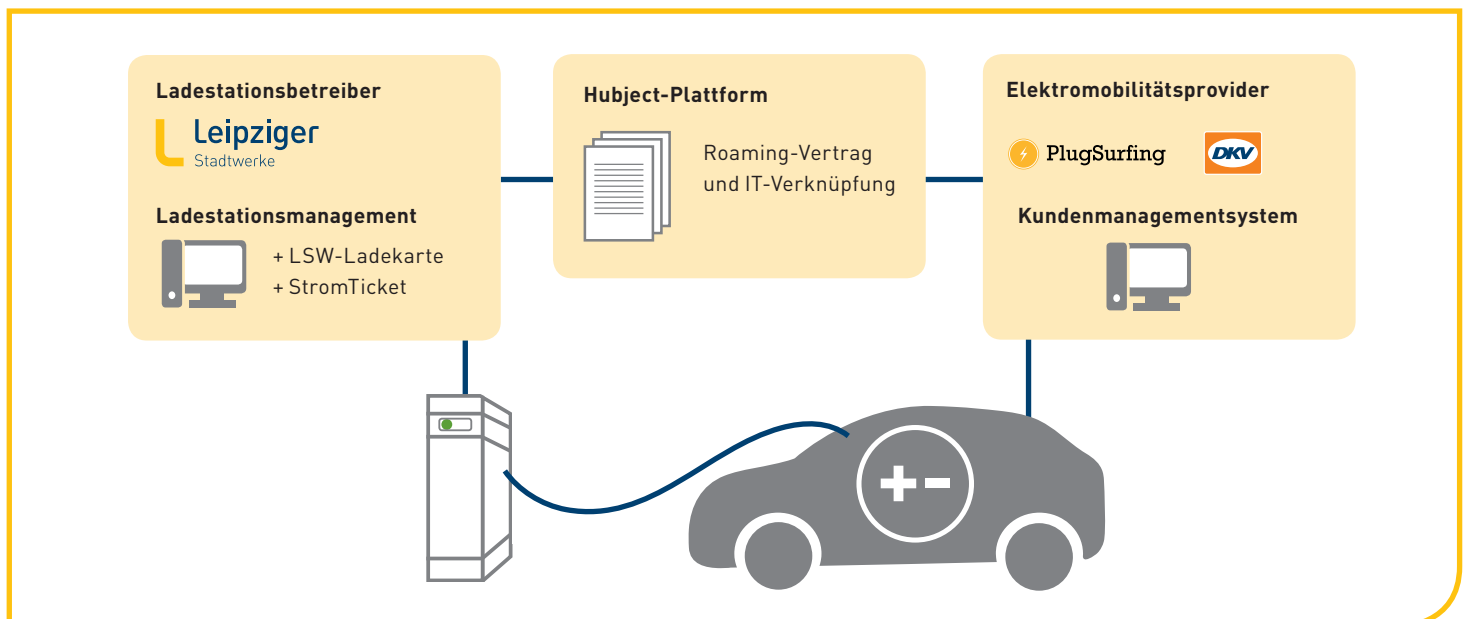 Ladestationsbetreiber
Leipziger
Stadtwerke
Ladestationsmanagement
+ LSW-Ladekarte
+ StromTicket
Hubject-Plattform
Roaming-Vertrag
und IT-Verknüpfung
Elektromobilitätsprovider
PlugSurfing
DKV
Kundenmanagementsystem